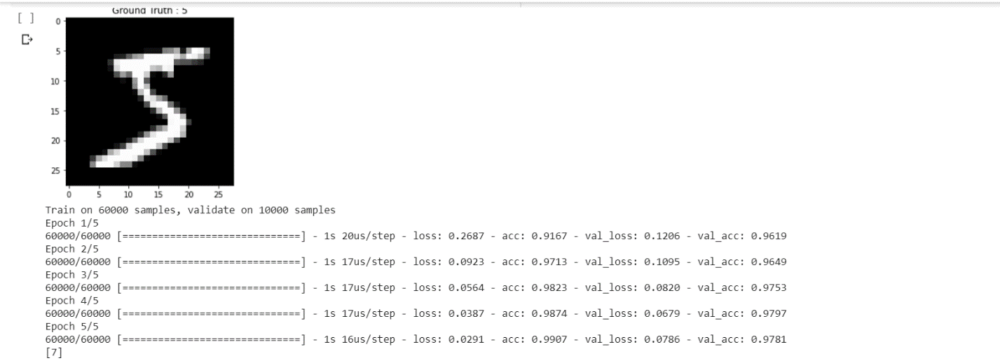 Ground Truth : 5
[ ]
0
5
10
15
20
25
0 5 10 15 20 25
Train on 60000 samples, validate on 10000 samples
Epoch 1/5
60000/60000 [==============================] - 1s 20us/step - loss: 0.2687 - acc: 0.9167 - val_loss: 0.1206 - val_acc: 0.9619
Epoch 2/5
60000/60000 [==============================] - 1s 17us/step - loss: 0.0923 - acc: 0.9713 - val_loss: 0.1095 - val_acc: 0.9649
Epoch 3/5
60000/60000 [==============================] - 1s 17us/step - loss: 0.0564 - acc: 0.9823 - val_loss: 0.0820 - val_acc: 0.9753
Epoch 4/5
60000/60000 [==============================] - 1s 17us/step - loss: 0.0387 - acc: 0.9874 - val_loss: 0.0679 - val_acc: 0.9797
Epoch 5/5
60000/60000 [==============================] - 1s 16us/step - loss: 0.0291 - acc: 0.9907 - val_loss: 0.0786 - val_acc: 0.9781
[7]